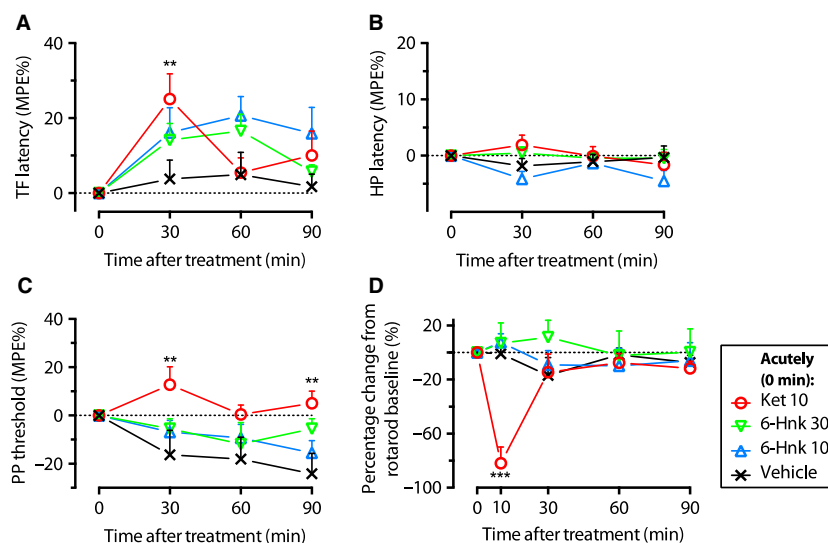 A
TF latency (MPE%)
40
20
0
**
0
30
60
90
Time after treatment (min)
B
HP latency (MPE%)
20
10
0
0
30
60
90
Time after treatment (min)
C
PP threshold (MPE%)
40
20
0
−20
**
**
0
30
60
90
Time after treatment (min)
D
Percentage change from
rotarod baseline (%)
20
−20
−60
−100
***
0
10
30
60
90
Time after treatment (min)
Acutely
(0 min):
Ket 10
6-Hnk 30
6-Hnk 10
Vehicle